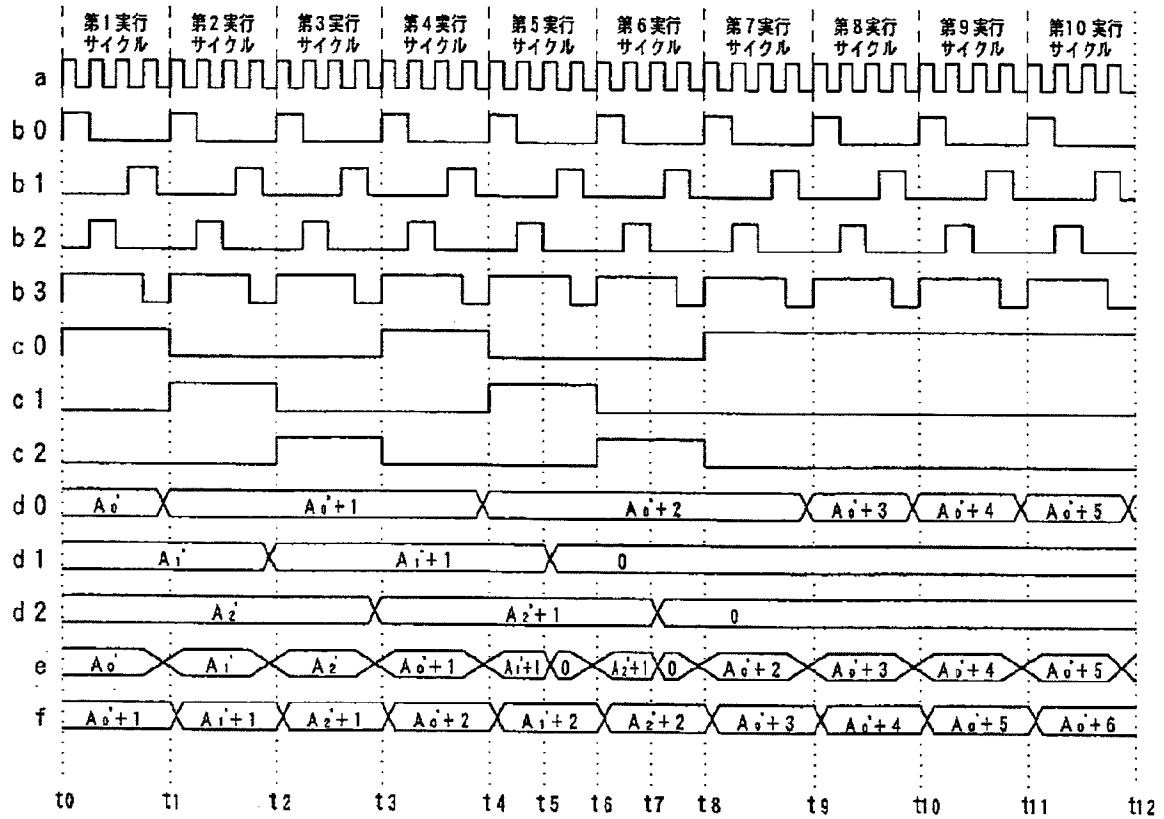 第1実行 第2実行 第3実行 第4実行 第5実行 第6実行 第7実行 第8実行 第9実行 第10実行
サイクル サイクル サイクル サイクル サイクル サイクル サイクル サイクル サイクル サイクル
a
b0
b1
b2
b3
c0
c1
c2
d0 A₀' A₀'+1 A₀'+2 A₀'+3 A₀'+4 A₀'+5
d1 A₁' A₁'+1 0
d2 A₂' A₂'+1 0
e A₀' A₁' A₂' A₀'+1 A₁'+1 0 A₂'+1 0 A₀'+2 A₀'+3 A₀'+4 A₀'+5
f A₀'+1 A₁'+1 A₂'+1 A₀'+2 A₁'+2 A₂'+2 A₀'+3 A₀'+4 A₀'+5 A₀'+6
t0 t1 t2 t3 t4 t5 t6 t7 t8 t9 t10 t11 t12